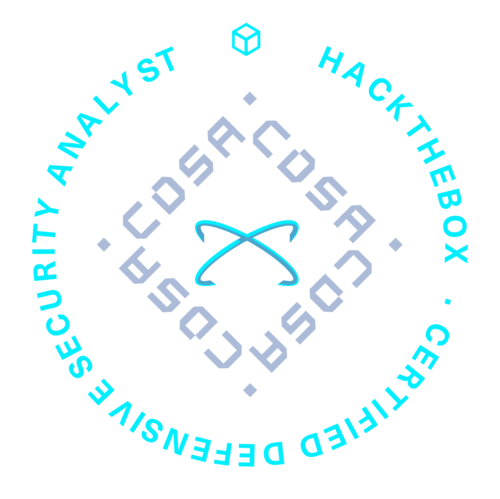 HACKTHEBOX · CERTIFIED DEFENSIVE SECURITY ANALYST
CDSA
CDSA
CDSA
CDSA